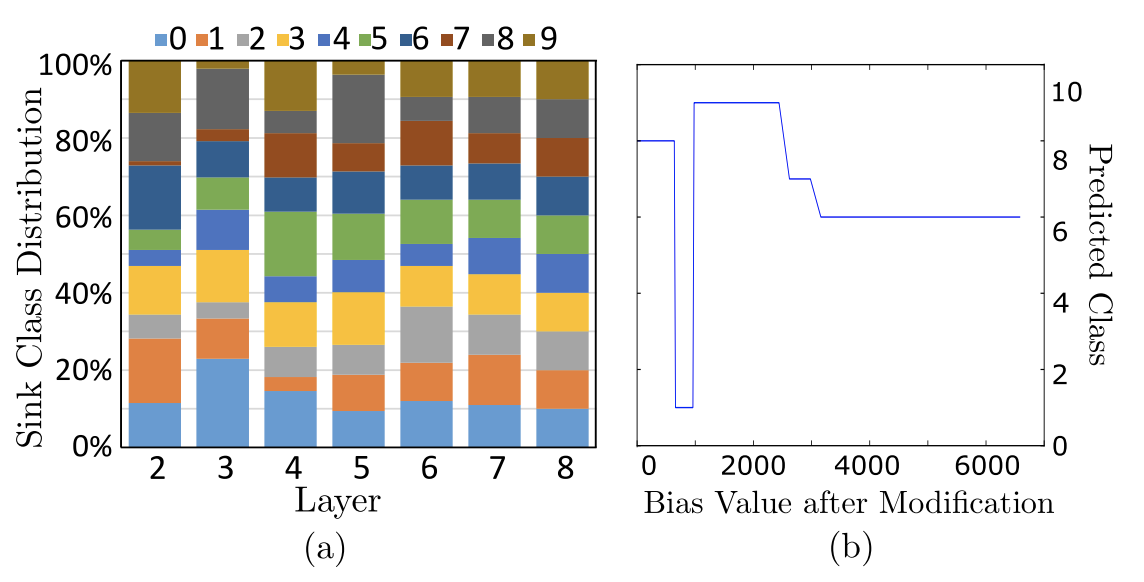 0 1 2 3 4 5 6 7 8 9
Sink Class Distribution
100%
80%
60%
40%
20%
0%
2 3 4 5 6 7 8
Layer
(a)
10
8
6
4
2
0
Predicted Class
0 2000 4000 6000
Bias Value after Modification
(b)